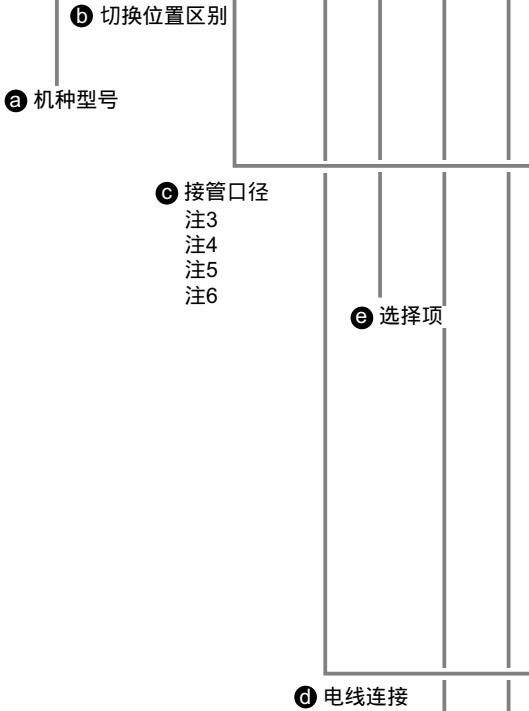 b 切换位置区别
a 机种型号
c 接管口径
注3
注4
注5
注6
e 选择项
d 电线连接